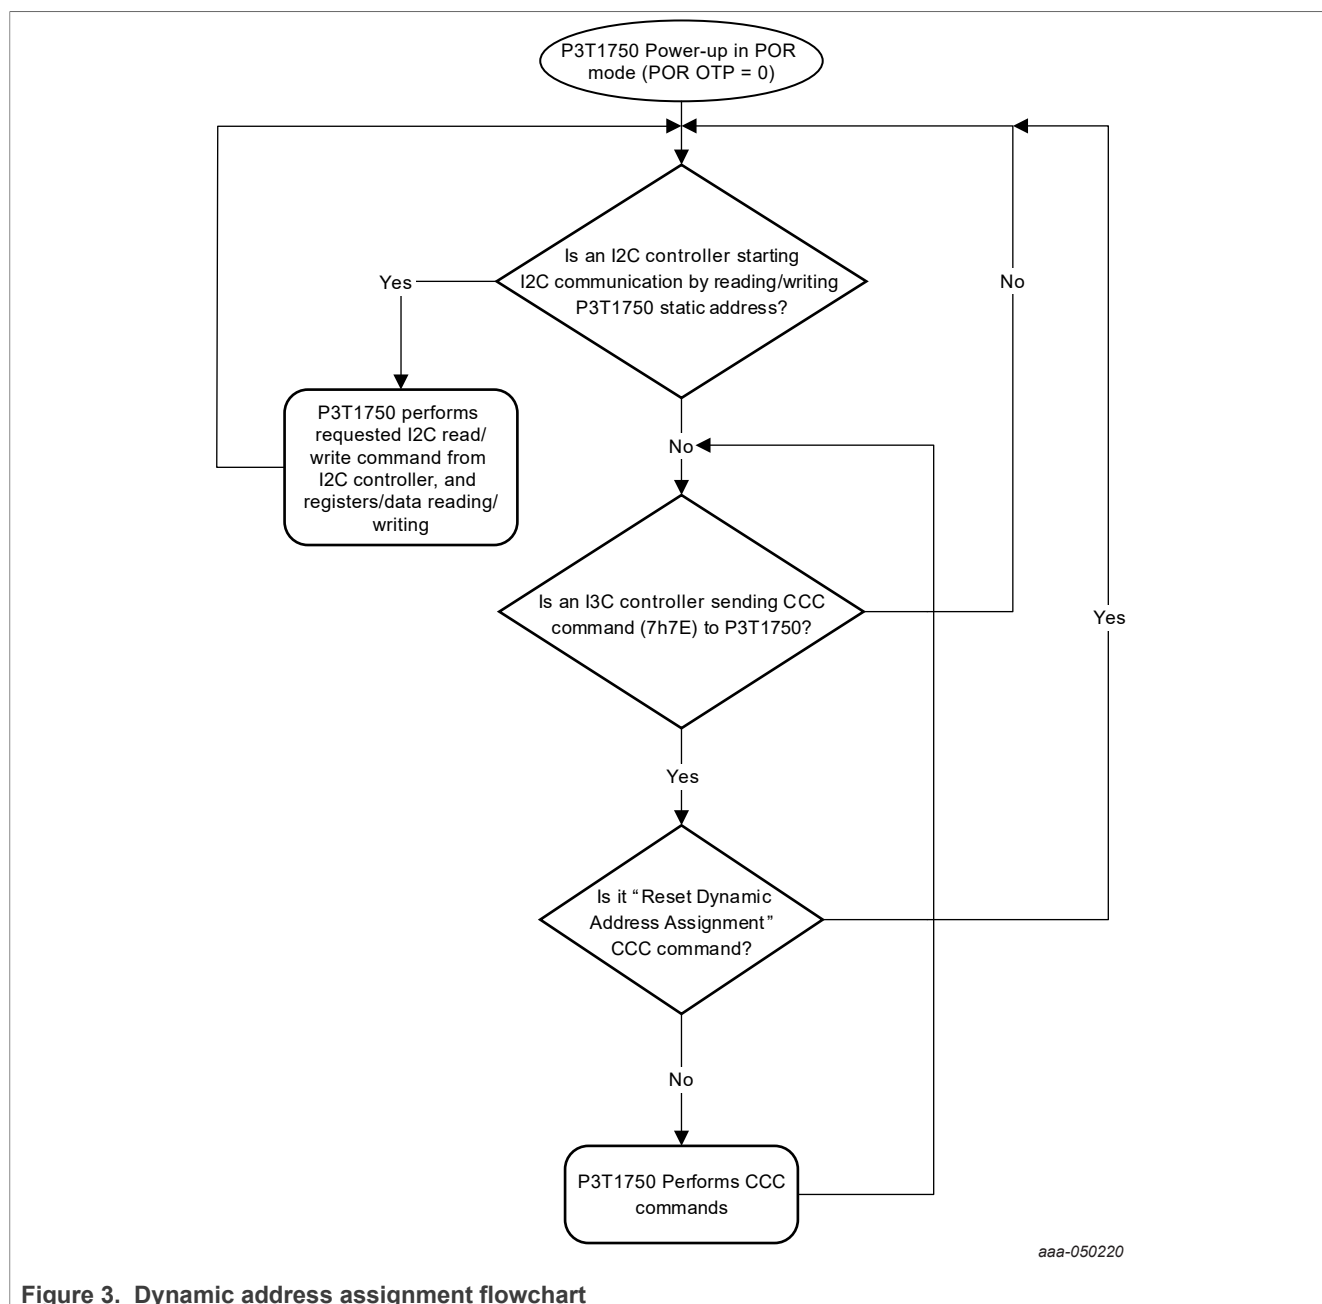 P3T1750 Power-up in POR
mode (POR OTP = 0)
Is an I2C controller starting
I2C communication by reading/writing
P3T1750 static address?
Yes
No
P3T1750 performs
requested I2C read/
write command from
I2C controller, and
registers/data reading/
writing
No
Is an I3C controller sending CCC
command (7h7E) to P3T1750?
Yes
Yes
Is it “Reset Dynamic
Address Assignment”
CCC command?
No
P3T1750 Performs CCC
commands
aaa-050220
Figure 3. Dynamic address assignment flowchart